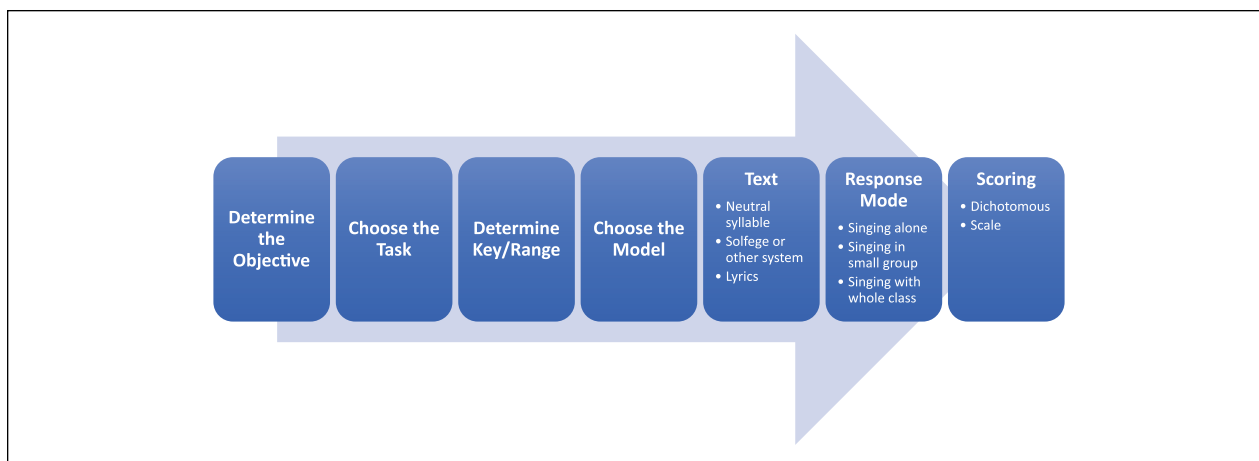 Determine
the
Objective
Choose the
Task
Determine
Key/Range
Choose the
Model
Text
• Neutral
syllable
• Solfege or
other system
• Lyrics
Response
Mode
• Singing alone
• Singing in
small group
• Singing with
whole class
Scoring
• Dichotomous
• Scale